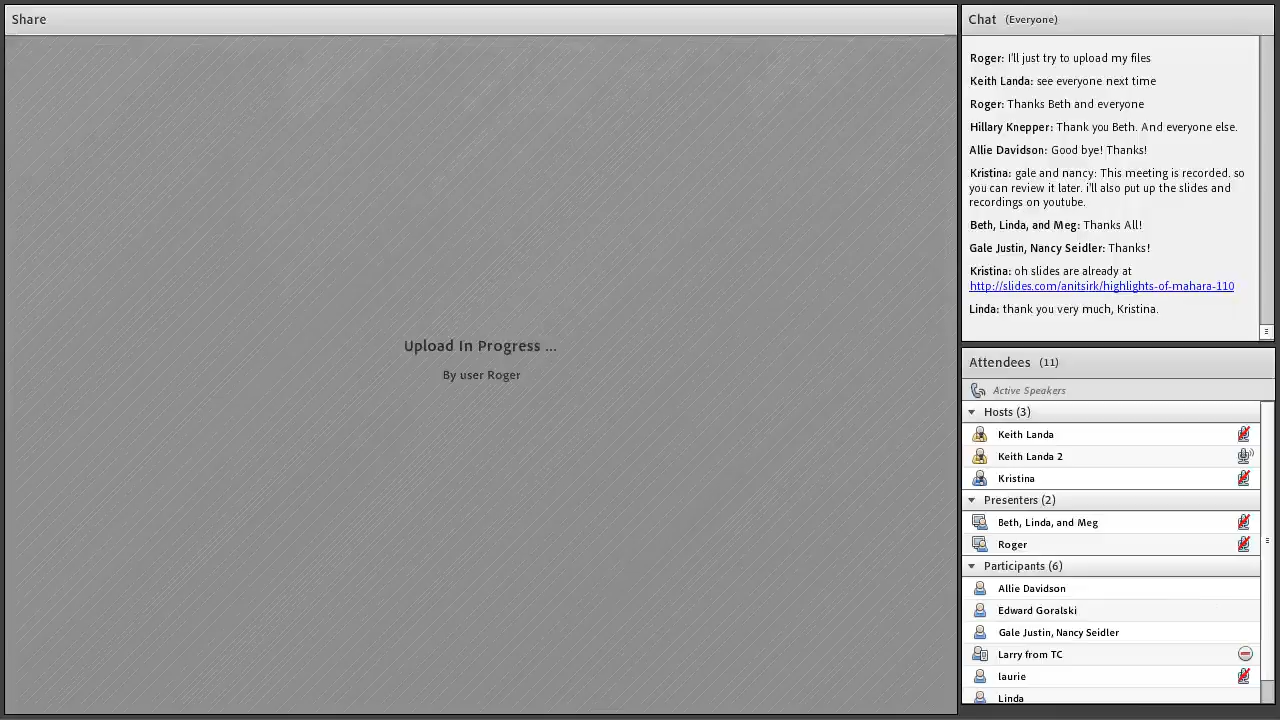 Share
Upload In Progress ...
By user Roger
Chat (Everyone)
Roger: I'll just try to upload my files
Keith Landa: see everyone next time
Roger: Thanks Beth and everyone
Hillary Knepper: Thank you Beth. And everyone else.
Allie Davidson: Good bye! Thanks!
Kristina: gale and nancy: This meeting is recorded. so
you can review it later. i'll also put up the slides and
recordings on youtube.
Beth, Linda, and Meg: Thanks All!
Gale Justin, Nancy Seidler: Thanks!
Kristina: oh slides are already at
http://slides.com/anitsirk/highlights-of-mahara-110
Linda: thank you very much, Kristina.
Attendees (11)
Active Speakers
Hosts (3)
Keith Landa
Keith Landa 2
Kristina
Presenters (2)
Beth, Linda, and Meg
Roger
Participants (6)
Allie Davidson
Edward Goralski
Gale Justin, Nancy Seidler
Larry from TC
laurie
Linda